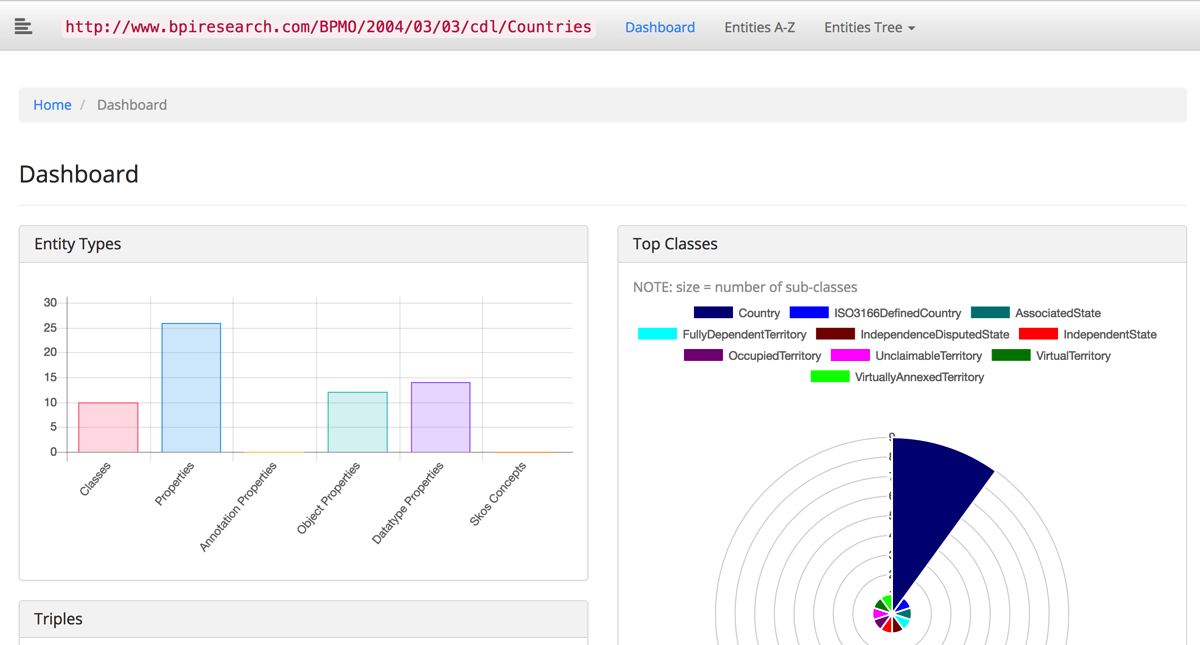 http://www.bpiresearch.com/BPMO/2004/03/03/cdl/Countries Dashboard Entities A-Z Entities Tree
Home / Dashboard
Dashboard
Entity Types
30
25
20
15
10
5
0
Classes
Properties
Annotation Properties
Object Properties
Datatype Properties
Skos Concepts
Triples
Top Classes
NOTE: size = number of sub-classes
Country ISO3166DefinedCountry AssociatedState
FullyDependentTerritory IndependenceDisputedState IndependentState
OccupiedTerritory UnclaimableTerritory VirtualTerritory
VirtuallyAnnexedTerritory